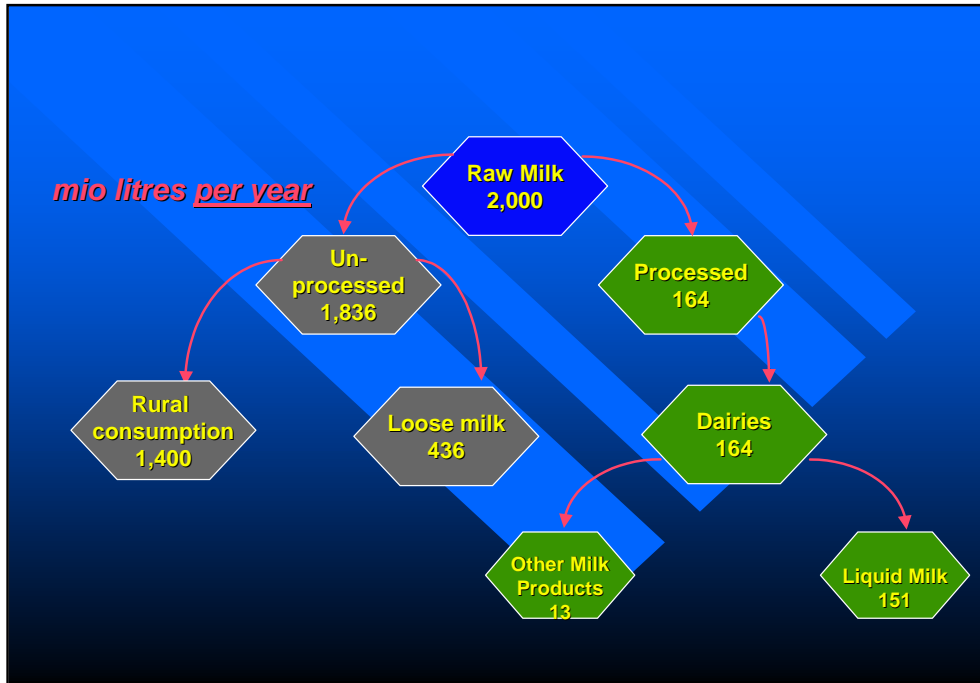 Raw Milk
2,000
mio litres per year
Un-
processed
1,836
Processed
164
Rural
consumption
1,400
Loose milk
436
Dairies
164
Other Milk
Products
13
Liquid Milk
151